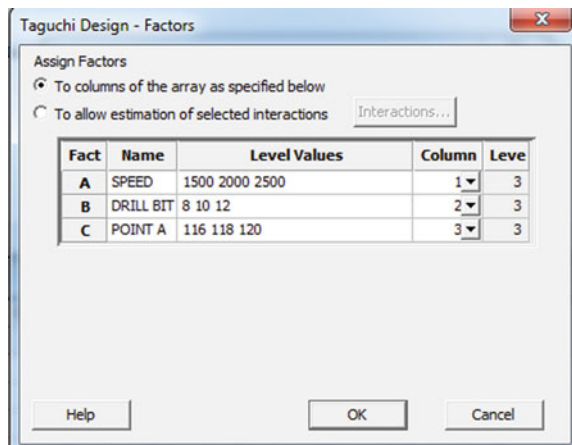 Taguchi Design - Factors
Assign Factors
To columns of the array as specified below
To allow estimation of selected interactions Interactions...
Fact Name Level Values Column Leve
A SPEED 1500 2000 2500 1 3
B DRILL BIT 8 10 12 2 3
C POINT A 116 118 120 3 3
Help OK Cancel